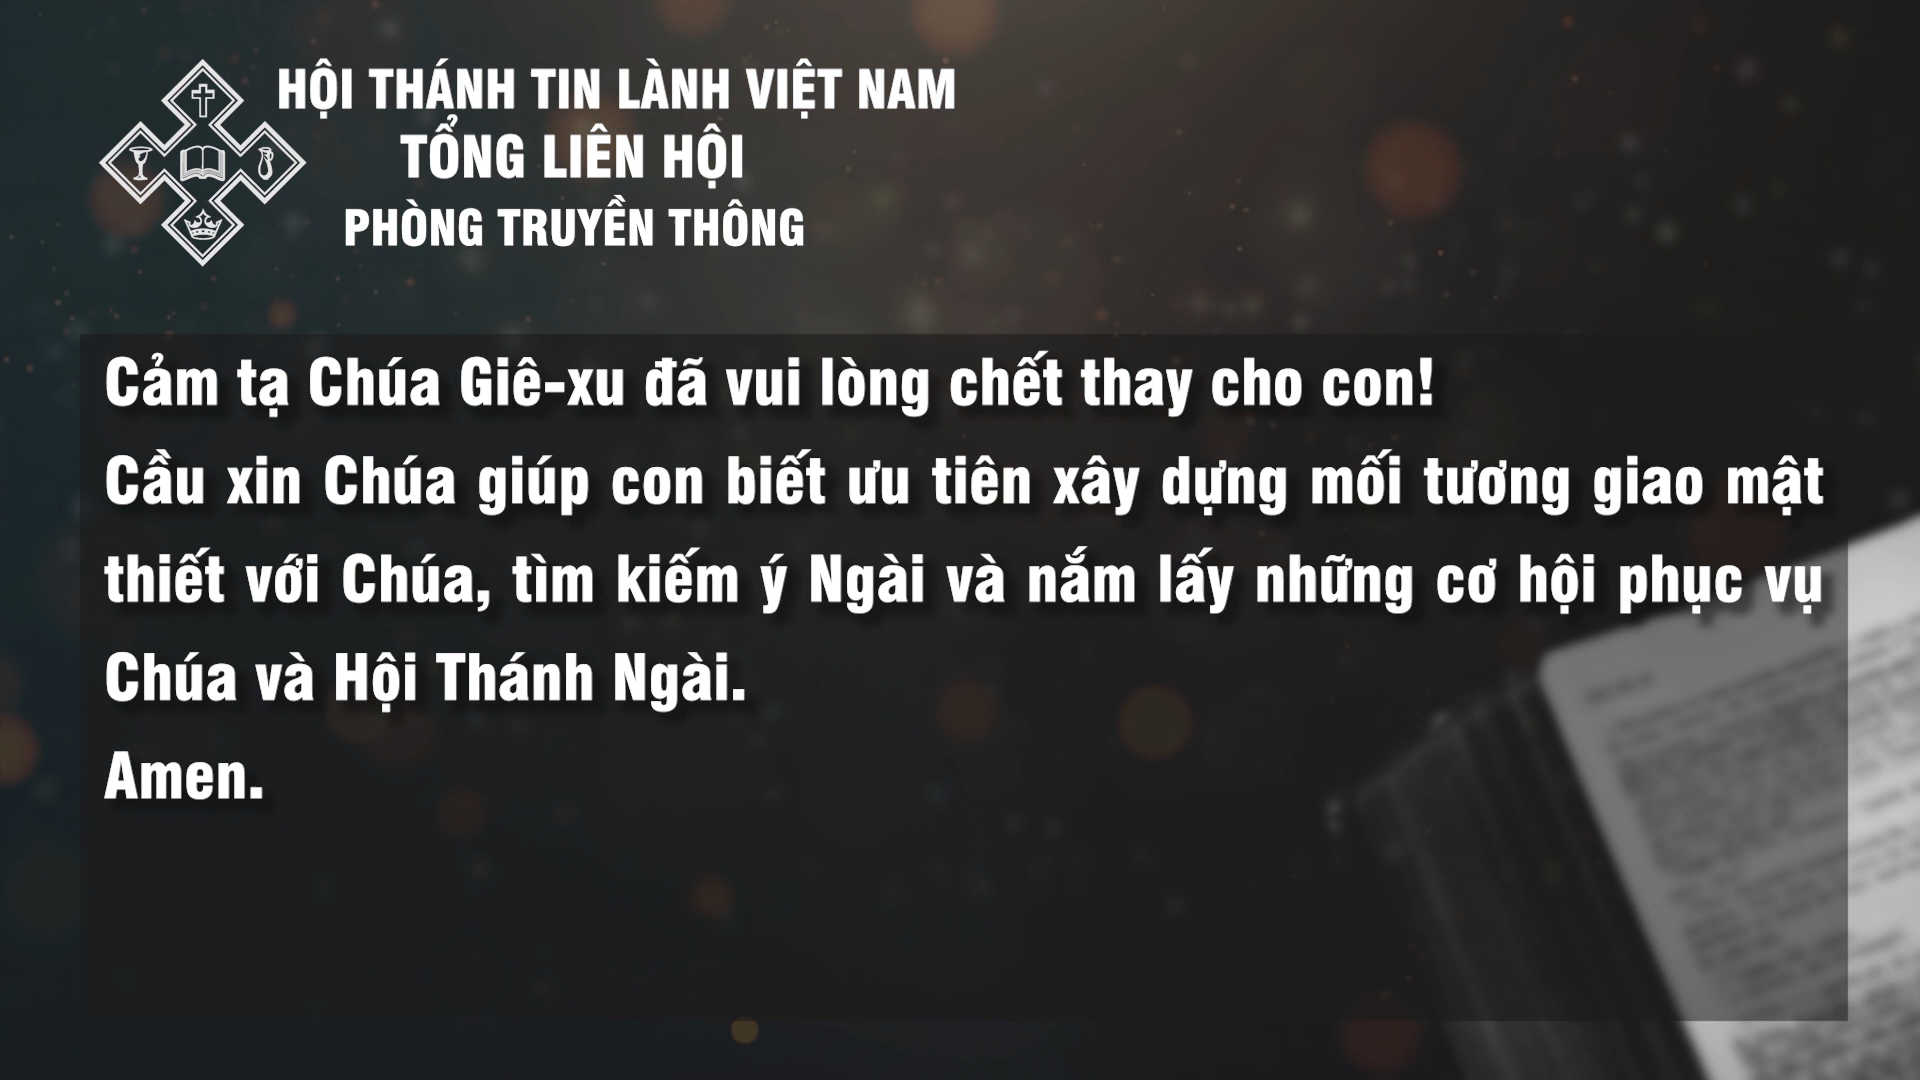 HỘI THÁNH TIN LÀNH VIỆT NAM
TỔNG LIÊN HỘI
PHÒNG TRUYỀN THÔNG
Cảm tạ Chúa Giê-xu đã vui lòng chết thay cho con!
Cầu xin Chúa giúp con biết ưu tiên xây dựng mối tương giao mật
thiết với Chúa, tìm kiếm ý Ngài và nắm lấy những cơ hội phục vụ
Chúa và Hội Thánh Ngài.
Amen.